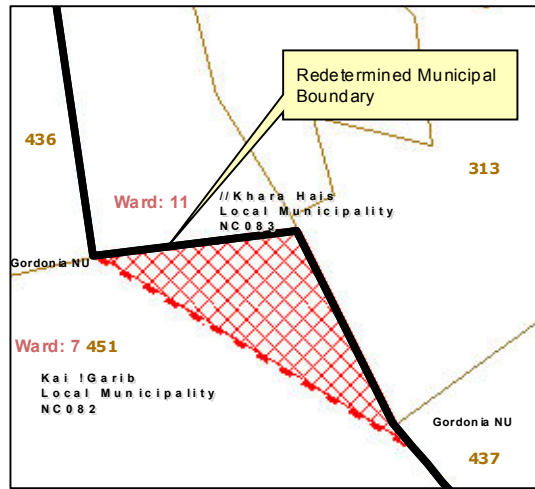 Redetermined Municipal
Boundary
436
313
Ward: 11
//Khara Hais
Local Municipality
NC083
Gordonia NU
Ward: 7 451
Kai !Garib
Local Municipality
NC082
Gordonia NU
437